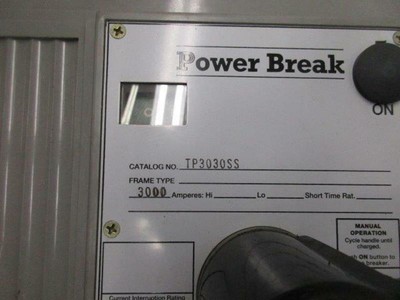 Power Break
ON
CATALOG NO. TP3030SS
FRAME TYPE
3000 Amperes: Hi Lo Short Time Rat.
MANUAL
OPERATION
Cycle handle until
charged.
ON button to
breaker.
Current Interruption Rating